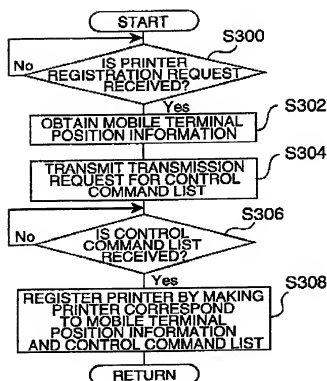 START
S300
IS PRINTER
REGISTRATION REQUEST
RECEIVED?
No
Yes
S302
OBTAIN MOBILE TERMINAL
POSITION INFORMATION
S304
TRANSMIT TRANSMISSION
REQUEST FOR CONTROL
COMMAND LIST
S306
IS CONTROL
COMMAND LIST
RECEIVED?
No
Yes
S308
REGISTER PRINTER BY MAKING
PRINTER CORRESPOND
TO MOBILE TERMINAL
POSITION INFORMATION
AND CONTROL COMMAND LIST
RETURN